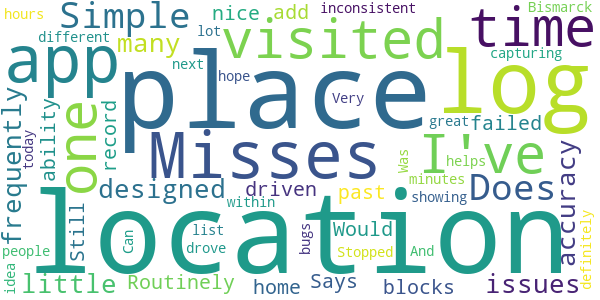 hours Simple nice add inconsistent Bismarck
different many lot visited time
app next hope capturing
place log
frequently today ability one record Very great failed
Misses I've helps accuracy
Still designed driven past Was minutes Does
within showing
location
people Can list drove bugs Would And definitely
idea little Routinely home Says Stopped blocks issues